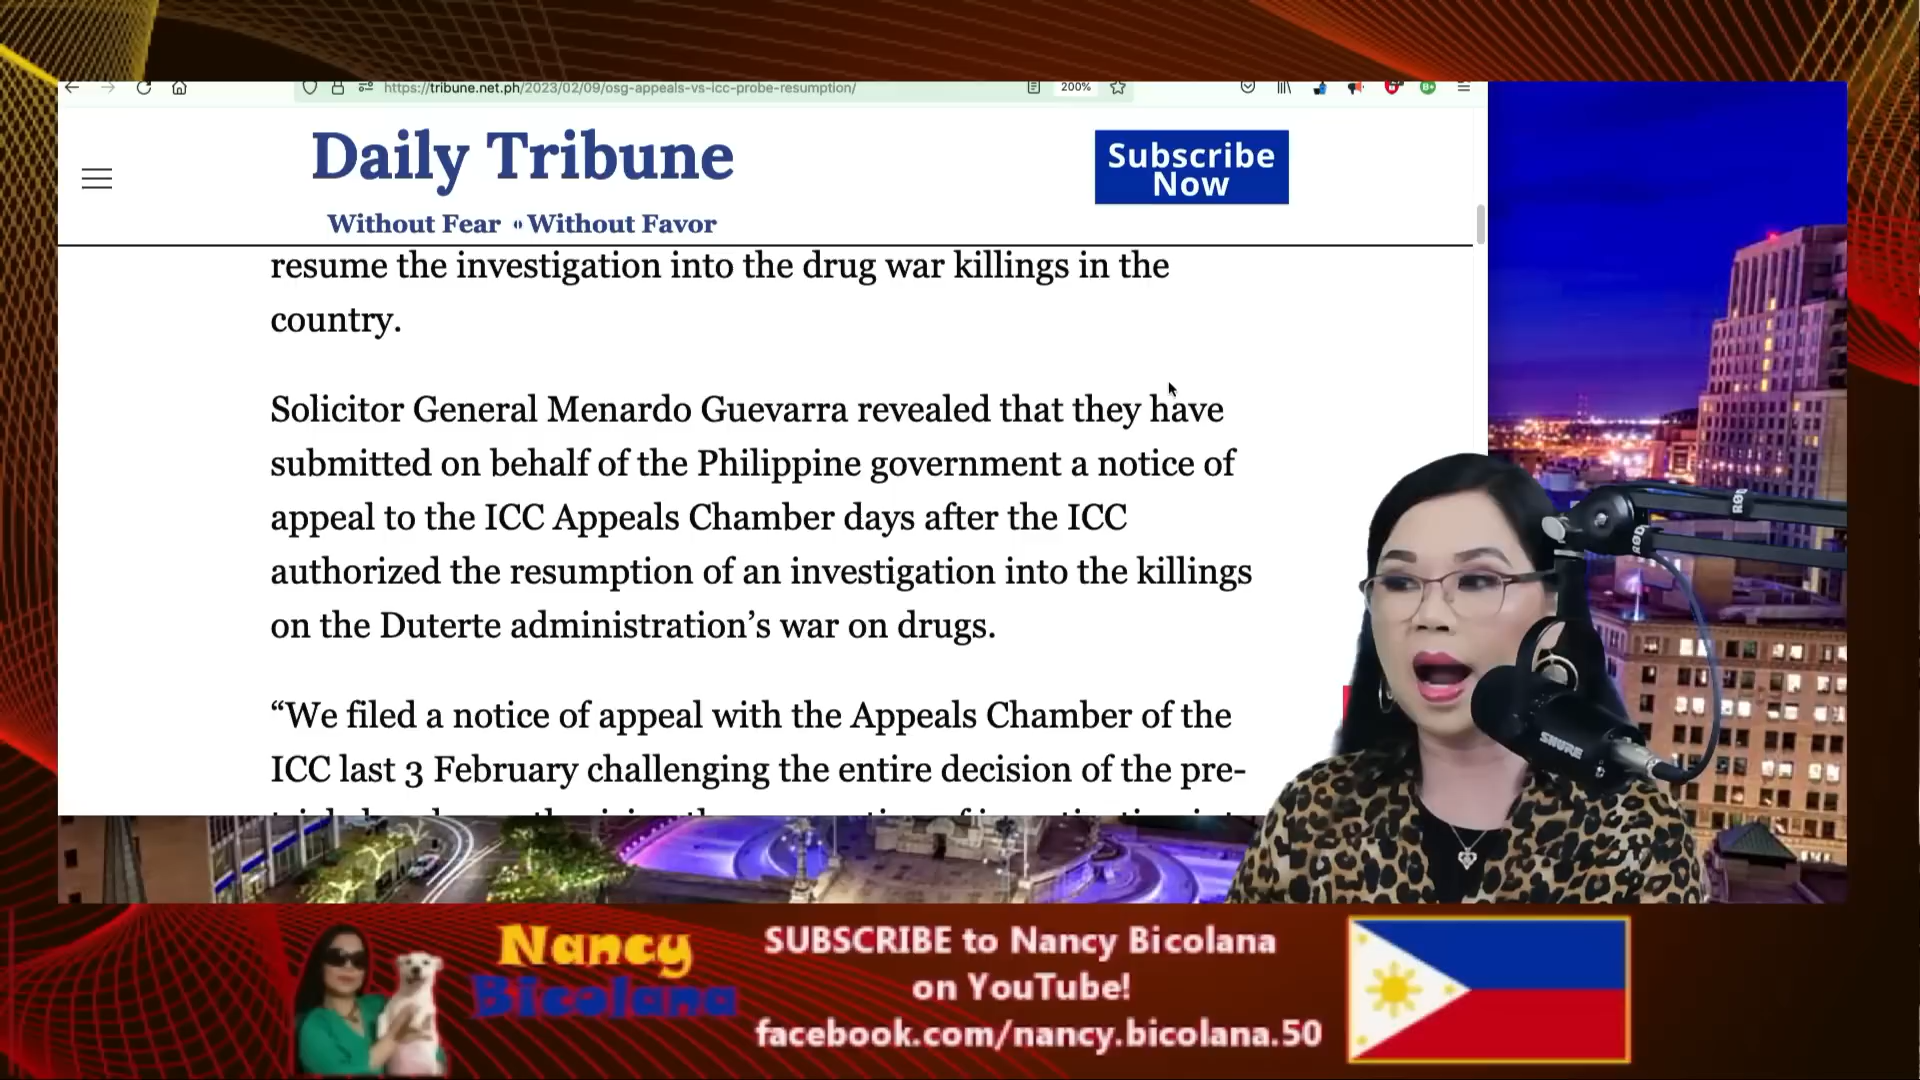 https://tribune.net.ph/2023/02/09/osg-appeals-vs-icc-probe-resumption/
200%
Daily Tribune
Without Fear • Without Favor
Subscribe
Now
resume the investigation into the drug war killings in the
country.
Solicitor General Menardo Guevarra revealed that they have
submitted on behalf of the Philippine government a notice of
appeal to the ICC Appeals Chamber days after the ICC
authorized the resumption of an investigation into the killings
on the Duterte administration’s war on drugs.
“We filed a notice of appeal with the Appeals Chamber of the
ICC last 3 February challenging the entire decision of the pre-
RØDE
SHURE
Nancy
Bicolana
SUBSCRIBE to Nancy Bicolana
on YouTube!
facebook.com/nancy.bicolana.50